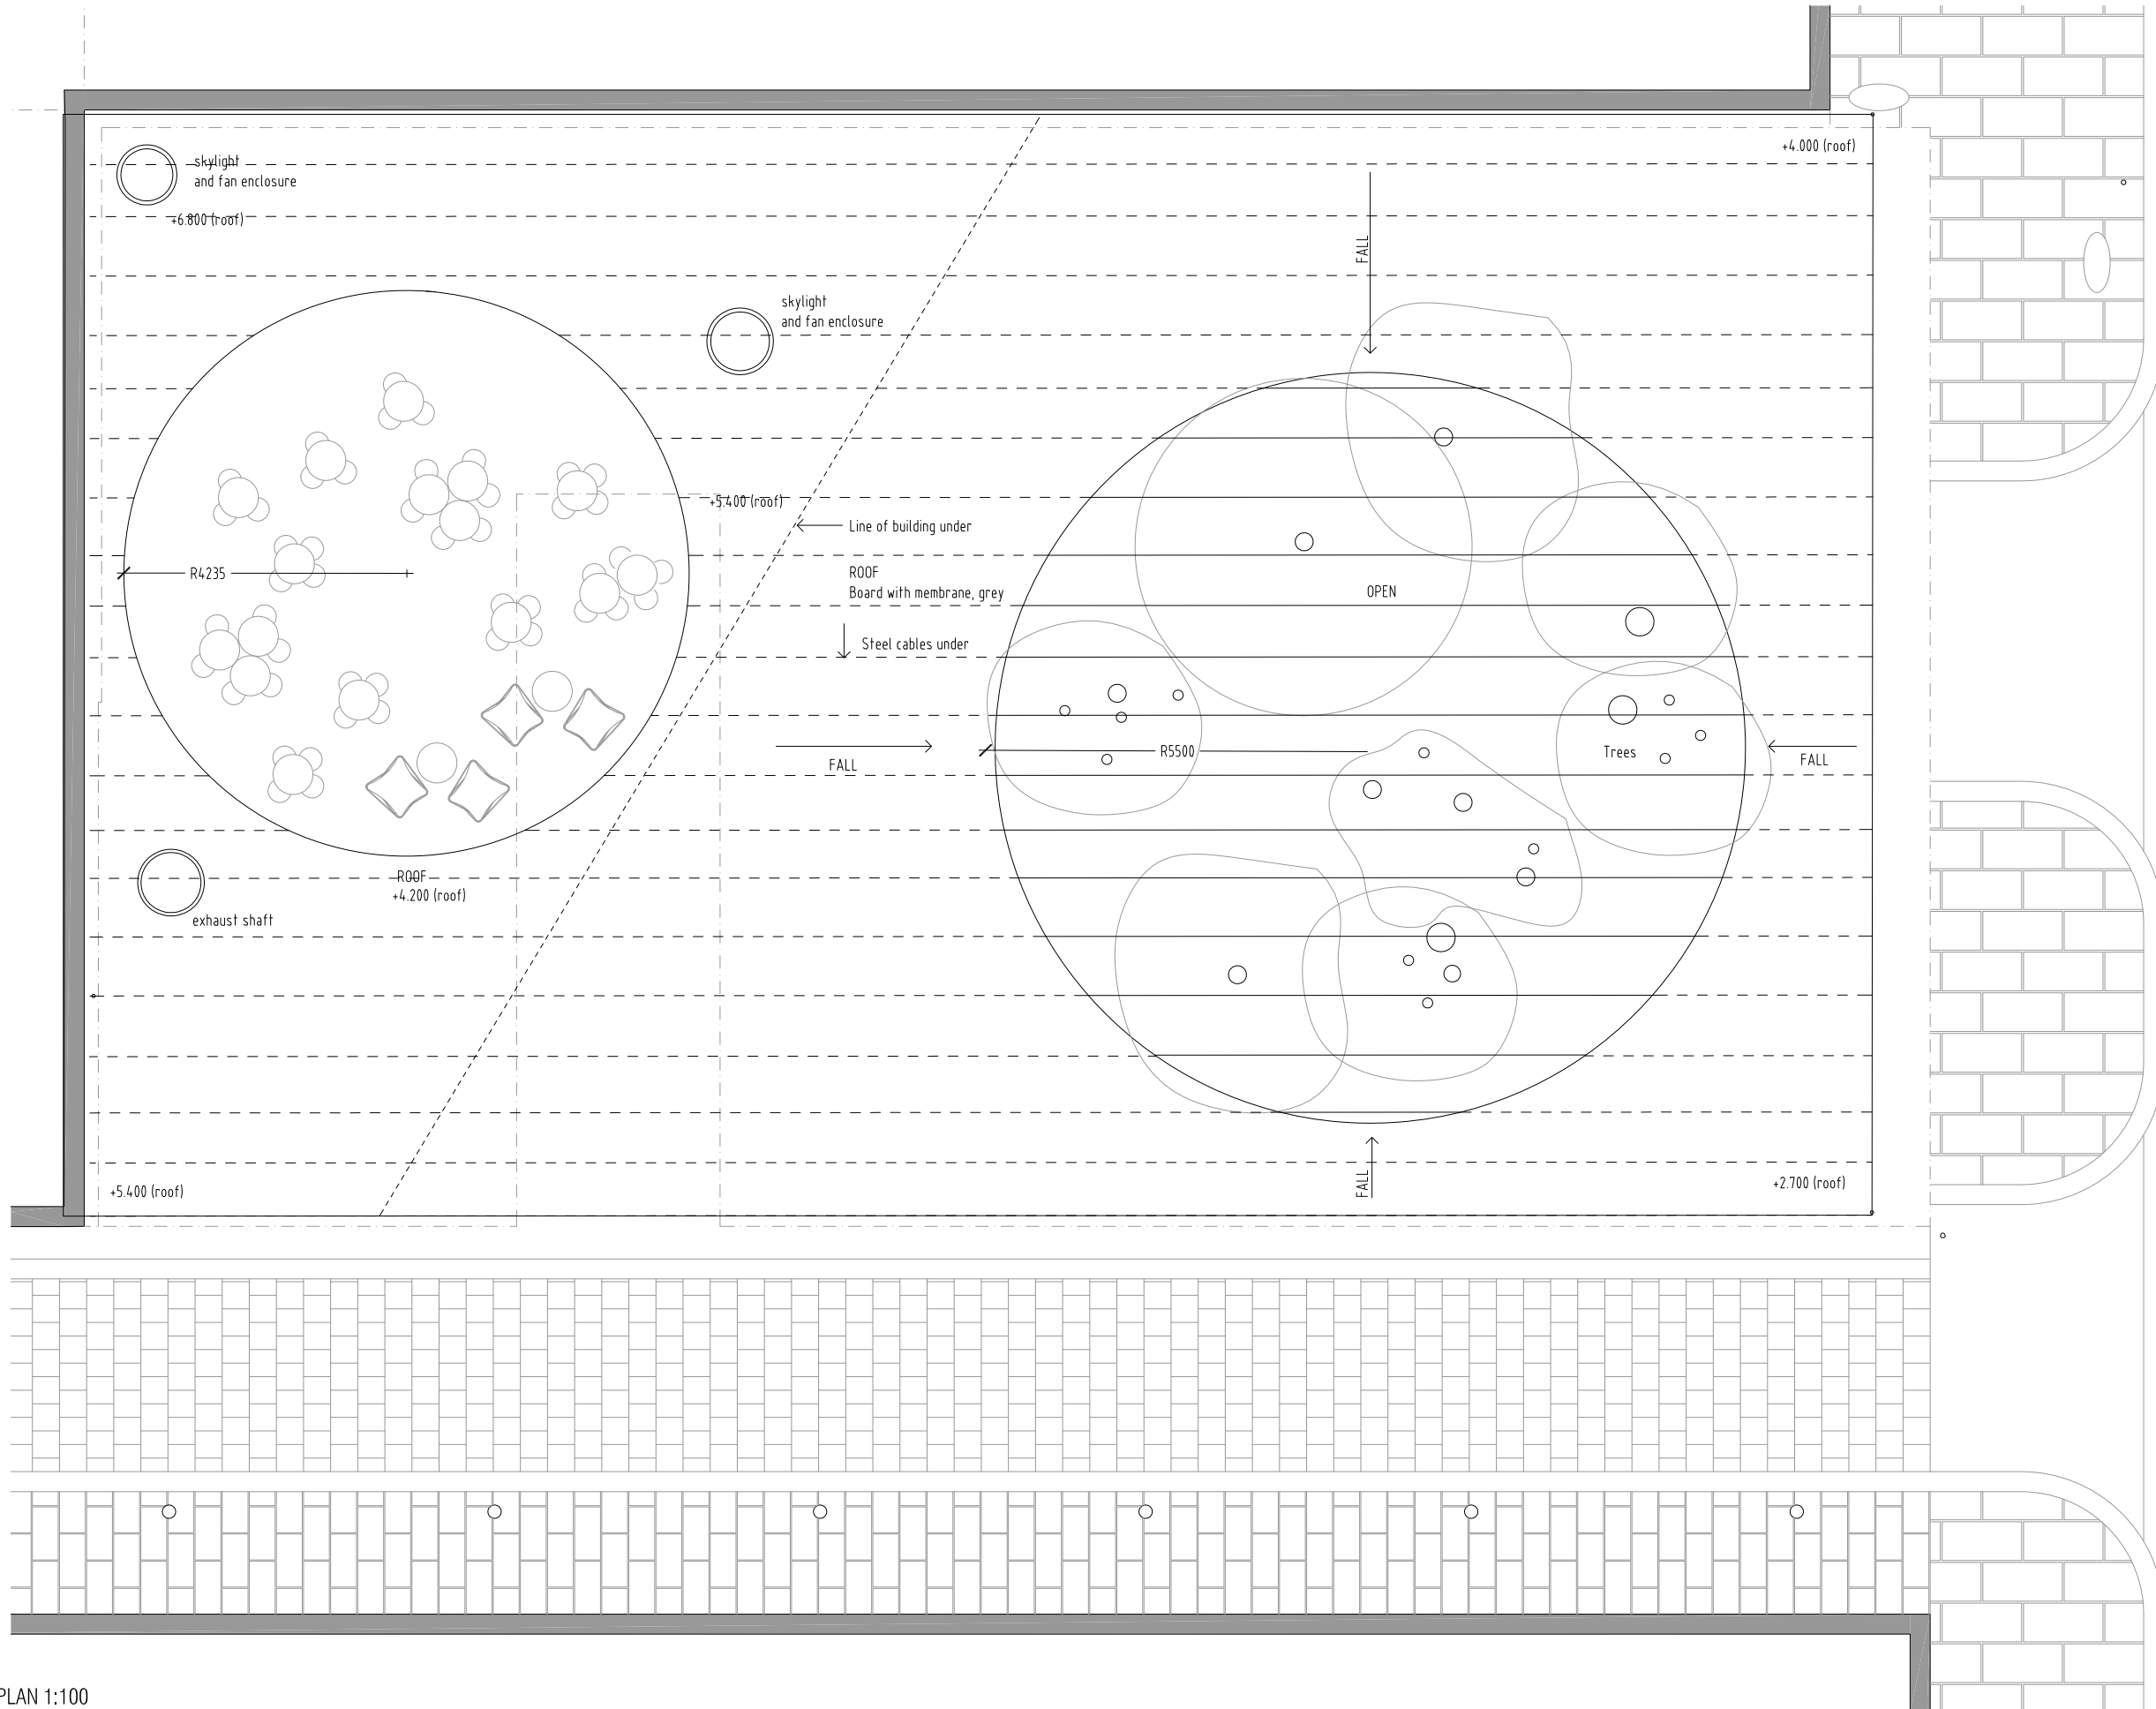 +4.000 (roof)
skylight
and fan enclosure
+6.800 (roof)
FALL
skylight
and fan enclosure
+5.400 (roof)
Line of building under
R4235
ROOF
Board with membrane, grey
OPEN
Steel cables under
FALL
R5500
Trees
FALL
ROOF
+4.200 (roof)
exhaust shaft
FALL
+5.400 (roof)
+2.700 (roof)
PLAN 1:100